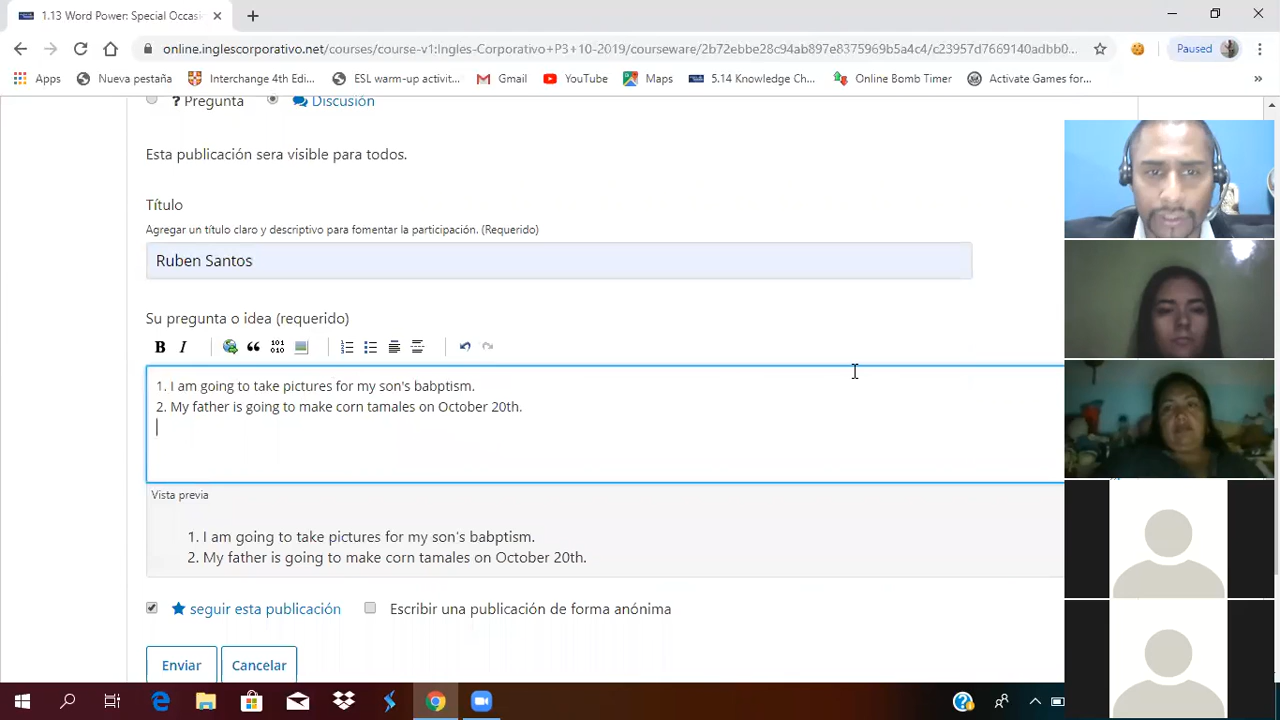 1.13 Word Power: Special Occas
online.inglescorporativo.net/courses/course-v1:Ingles-Corporativo+P3+10-2019/courseware/2b72ebbe28c94ab897e8375969b5a4c4/c23957d7669140adbb0...
Paused
Apps
Nueva pestaña
Interchange 4th Edi...
ESL warm-up activit...
Gmail
YouTube
Maps
5.14 Knowledge Ch...
Online Bomb Timer
Activate Games for...
»
? Pregunta
Discusión
Esta publicación sera visible para todos.
Título
Agregar un título claro y descriptivo para fomentar la participación. (Requerido)
Ruben Santos
Su pregunta o idea (requerido)
B I
1. I am going to take pictures for my son's babptism.
2. My father is going to make corn tamales on October 20th.
Vista previa
1. I am going to take pictures for my son's babptism.
2. My father is going to make corn tamales on October 20th.
seguir esta publicación
Escribir una publicación de forma anónima
Enviar
Cancelar